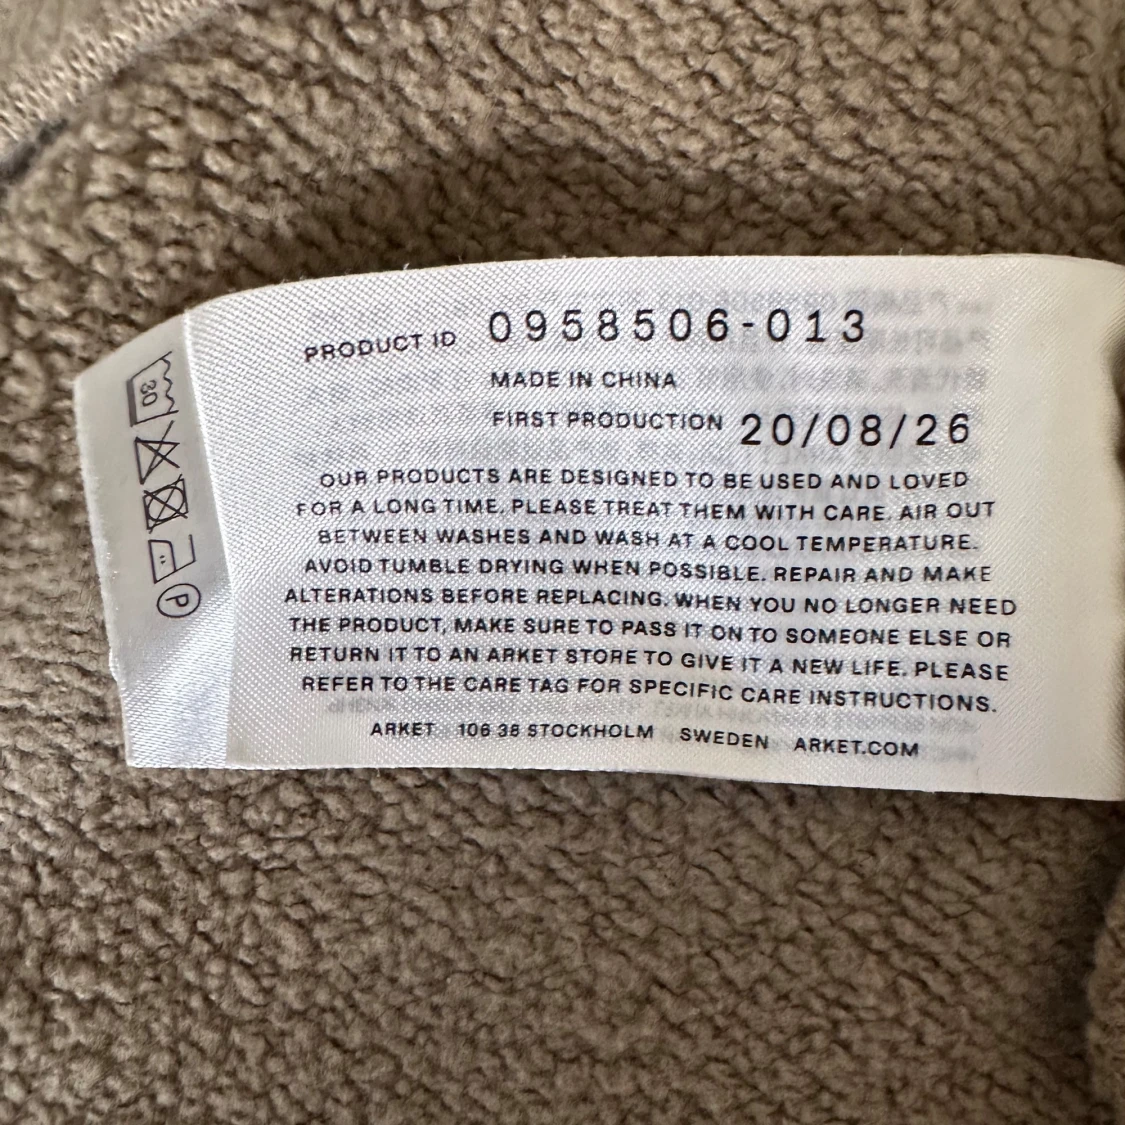 PRODUCT ID 0958506-013
MADE IN CHINA
FIRST PRODUCTION 20/08/26
OUR PRODUCTS ARE DESIGNED TO BE USED AND LOVED
FOR A LONG TIME. PLEASE TREAT THEM WITH CARE. AIR OUT
BETWEEN WASHES AND WASH AT A COOL TEMPERATURE.
AVOID TUMBLE DRYING WHEN POSSIBLE. REPAIR AND MAKE
ALTERATIONS BEFORE REPLACING. WHEN YOU NO LONGER NEED
THE PRODUCT, MAKE SURE TO PASS IT ON TO SOMEONE ELSE OR
RETURN IT TO AN ARKET STORE TO GIVE IT A NEW LIFE. PLEASE
REFER TO THE CARE TAG FOR SPECIFIC CARE INSTRUCTIONS.
ARKET 106 38 STOCKHOLM SWEDEN ARKET.COM
30
P